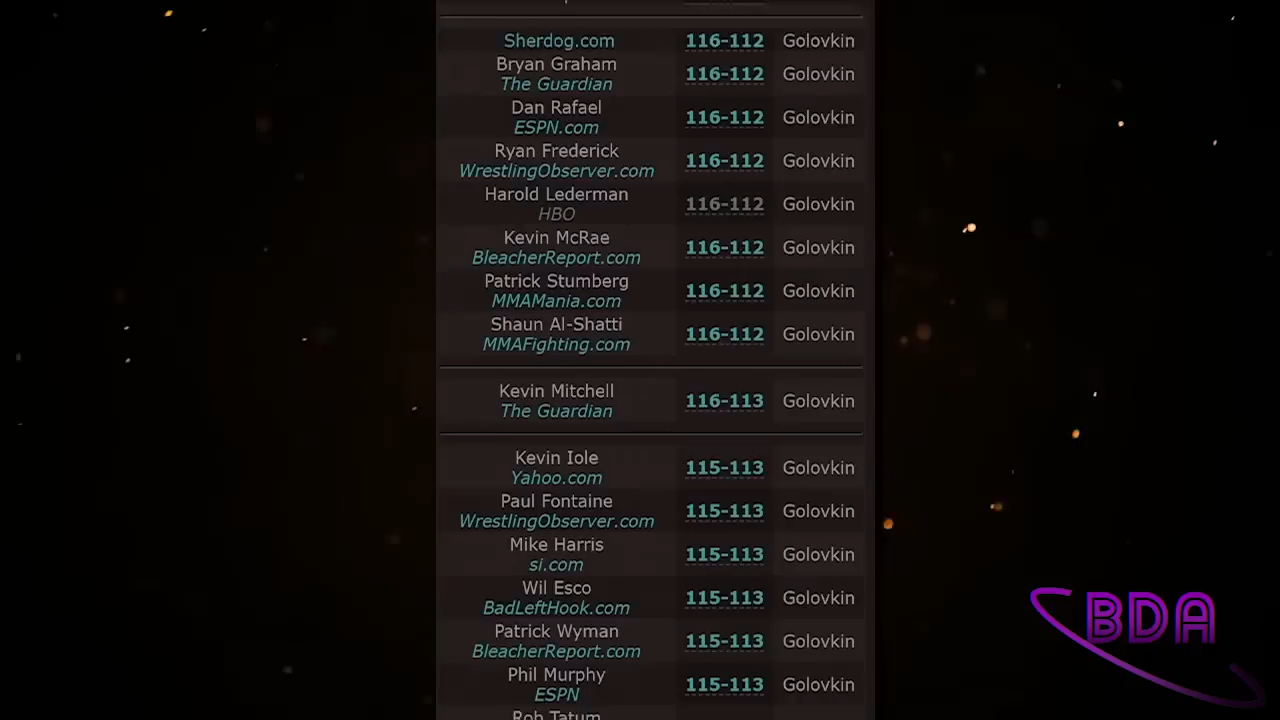 Sherdog.com 116-112 Golovkin
Bryan Graham
The Guardian 116-112 Golovkin
Dan Rafael
ESPN.com 116-112 Golovkin
Ryan Frederick
WrestlingObserver.com 116-112 Golovkin
Harold Lederman
HBO 116-112 Golovkin
Kevin McRae
BleacherReport.com 116-112 Golovkin
Patrick Stumberg
MMAMania.com 116-112 Golovkin
Shaun Al-Shatti
MMAFighting.com 116-112 Golovkin
Kevin Mitchell
The Guardian 116-113 Golovkin
Kevin Iole
Yahoo.com 115-113 Golovkin
Paul Fontaine
WrestlingObserver.com 115-113 Golovkin
Mike Harris
si.com 115-113 Golovkin
Wil Esco
BadLeftHook.com 115-113 Golovkin
Patrick Wyman
BleacherReport.com 115-113 Golovkin
Phil Murphy
ESPN 115-113 Golovkin
Rob Tatum
BDA